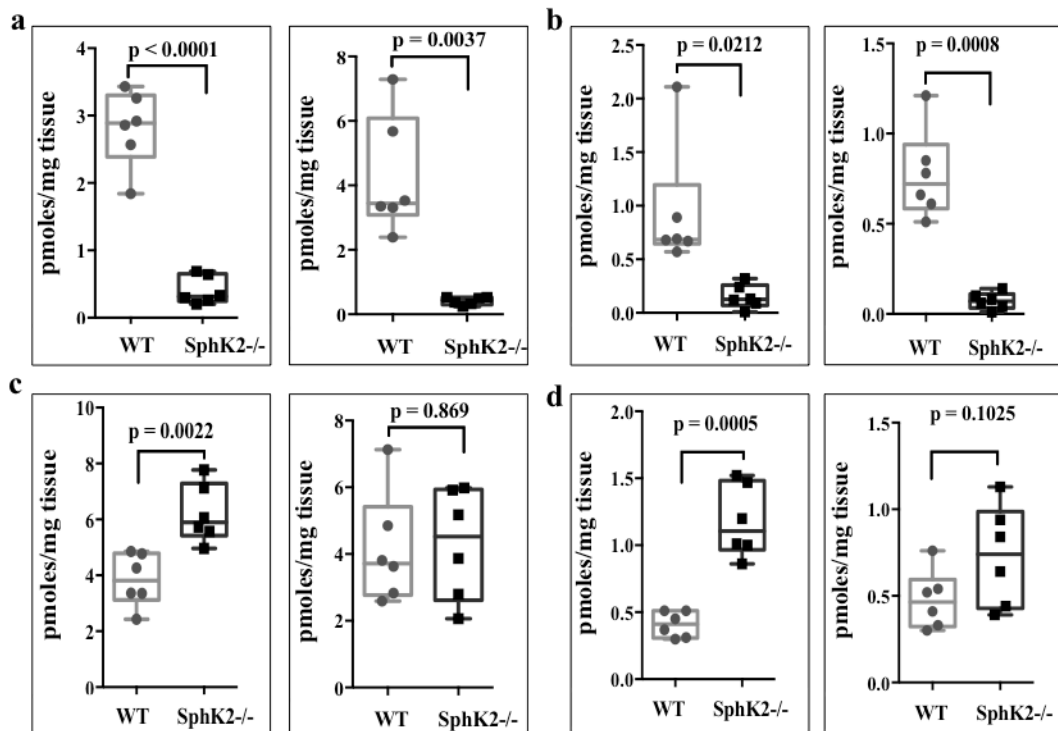 a
p < 0.0001
pmoles/mg tissue
4
3
2
1
0
WT SphK2-/-
p = 0.0037
pmoles/mg tissue
8
6
4
2
0
WT SphK2-/-
b
p = 0.0212
pmoles/mg tissue
2.5
2.0
1.5
1.0
0.5
0.0
WT SphK2-/-
p = 0.0008
pmoles/mg tissue
1.5
1.0
0.5
0.0
WT SphK2-/-
c
p = 0.0022
pmoles/mg tissue
10
8
6
4
2
0
WT SphK2-/-
p = 0.869
pmoles/mg tissue
8
6
4
2
0
WT SphK2-/-
d
p = 0.0005
pmoles/mg tissue
2.0
1.5
1.0
0.5
0.0
WT SphK2-/-
p = 0.1025
pmoles/mg tissue
1.5
1.0
0.5
0.0
WT SphK2-/-